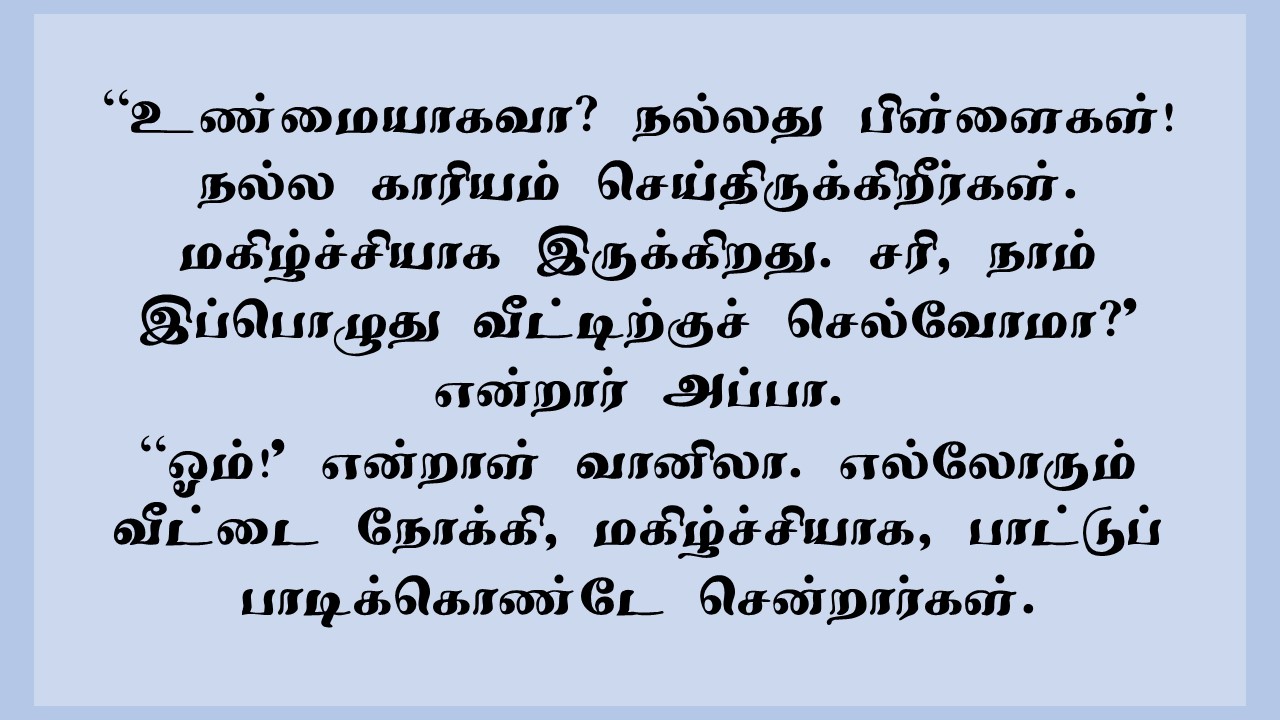 “உண்மையாகவா? நல்லது பிள்ளைகள்!
நல்ல காரியம் செய்திருக்கிறீர்கள்.
மகிழ்ச்சியாக இருக்கிறது. சரி, நாம்
இப்பொழுது வீட்டிற்குச் செல்வோமா?’
என்றார் அப்பா.
“ஓம்!’ என்றாள் வானிலா. எல்லோரும்
வீட்டை நோக்கி, மகிழ்ச்சியாக, பாட்டுப்
பாடிக்கொண்டே சென்றார்கள்.